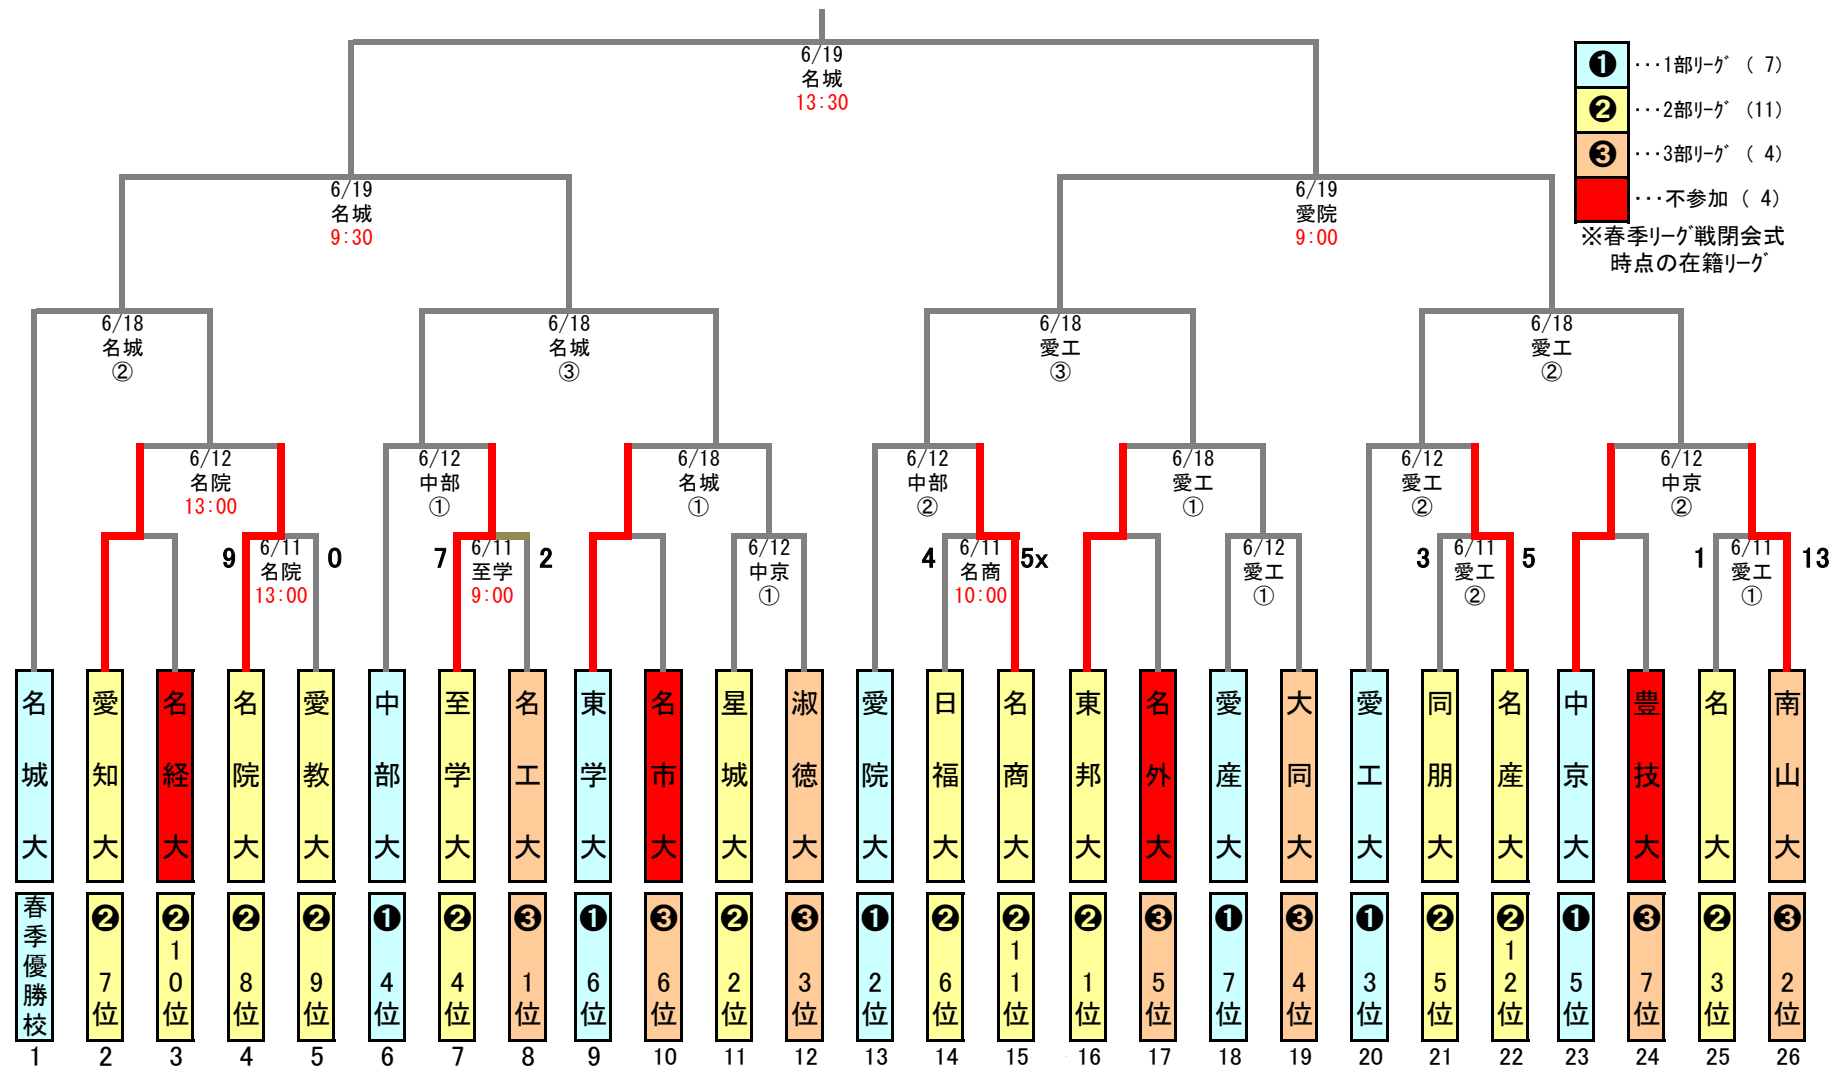 6/19
名城
13:30
❶・・・1部リーグ ( 7)
❷・・・2部リーグ (11)
❸・・・3部リーグ ( 4)
・・・不参加 ( 4)
※春季リーグ戦閉会式
時点の在籍リーグ
6/19
名城
9:30
6/19
愛院
9:00
6/18
名城
②
6/18
名城
③
6/18
愛工
③
6/18
愛工
②
6/12
名院
13:00
6/12
中部
①
6/18
名城
①
6/12
中部
②
6/18
愛工
①
6/12
愛工
②
6/12
中京
②
9
6/11
名院
13:00
0
7
6/11
至学
9:00
2
6/12
中京
①
4
6/11
名商
10:00
5x
6/12
愛工
①
3
6/11
愛工
②
5
1
6/11
愛工
①
13
名城大
愛知大
名経大
名院大
愛教大
中部大
至学大
名工大
東学大
名市大
星城大
淑徳大
愛院大
日福大
名商大
東邦大
名外大
愛産大
大同大
愛工大
同朋大
名産大
中京大
豊技大
名大
南山大
春季優勝校
❷7位
❷10位
❷8位
❷9位
❶4位
❷4位
❸1位
❶6位
❸6位
❷2位
❸3位
❶2位
❷6位
❷11位
❷1位
❸5位
❶7位
❸4位
❶3位
❷5位
❷12位
❶5位
❸7位
❷3位
❸2位
1 2 3 4 5 6 7 8 9 10 11 12 13 14 15 16 17 18 19 20 21 22 23 24 25 26